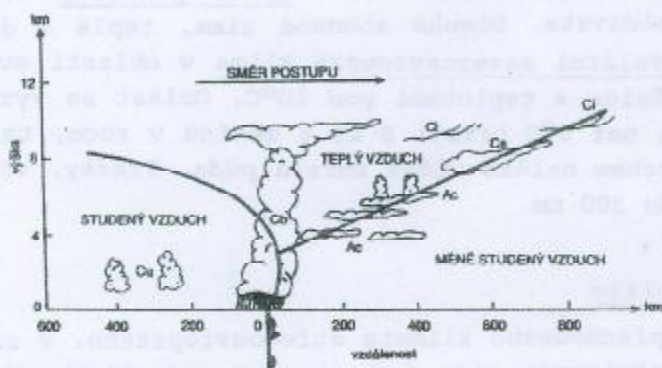 km
12
8
4
0
výška
SMĚR POSTUPU
TEPLÝ VZDUCH
STUDENÝ VZDUCH
MÉNĚ STUDENÝ VZDUCH
Ci
Ci
Cs
Ac
Ac
Cb
Cu
600 400 200 0 200 400 600 800 km
vzdálenost